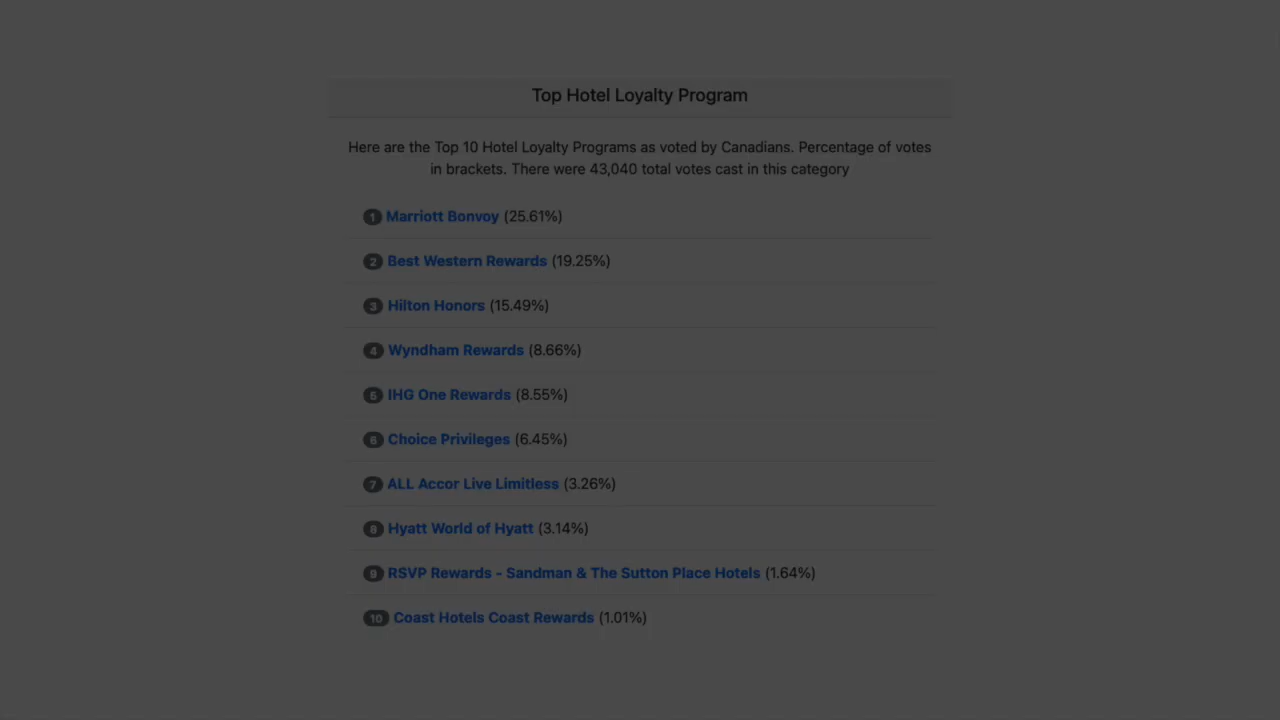 Top Hotel Loyalty Program
Here are the Top 10 Hotel Loyalty Programs as voted by Canadians. Percentage of votes
in brackets. There were 43,040 total votes cast in this category
1 Marriott Bonvoy (25.61%)
2 Best Western Rewards (19.25%)
3 Hilton Honors (15.49%)
4 Wyndham Rewards (8.66%)
5 IHG One Rewards (8.55%)
6 Choice Privileges (6.45%)
7 ALL Accor Live Limitless (3.26%)
8 Hyatt World of Hyatt (3.14%)
9 RSVP Rewards - Sandman & The Sutton Place Hotels (1.64%)
10 Coast Hotels Coast Rewards (1.01%)